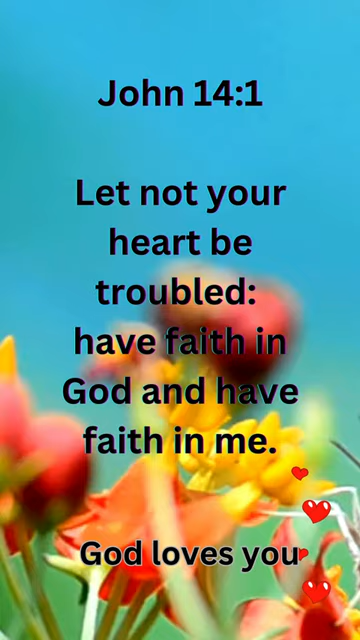 John 14:1
Let not your
heart be
troubled:
have faith in
God and have
faith in me.
God loves you